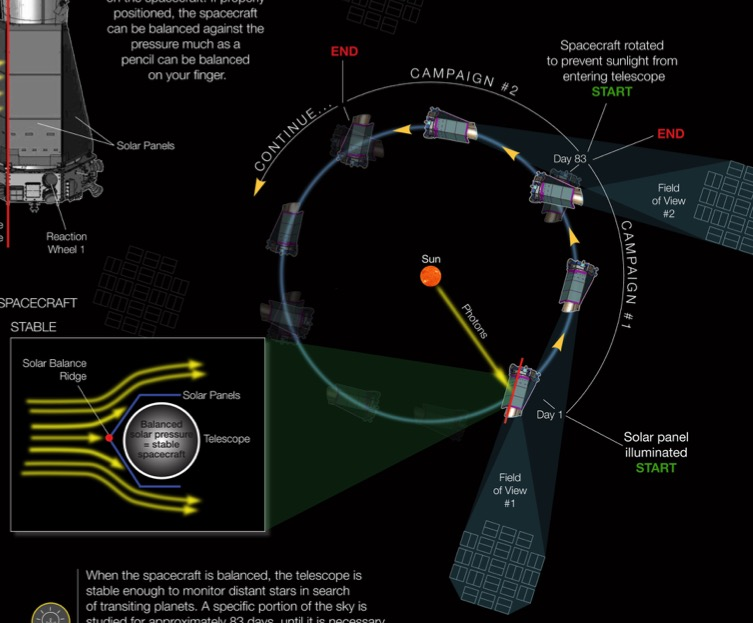 on the spacecraft. If properly
positioned, the spacecraft
can be balanced against the
pressure much as a
pencil can be balanced
on your finger.
Solar Panels
Reaction
Wheel 1
SPACECRAFT
STABLE
Solar Balance
Ridge
Solar Panels
Balanced
solar pressure
= stable
spacecraft
Telescope
END
CAMPAIGN #2
CONTINUE...
Spacecraft rotated
to prevent sunlight from
entering telescope
START
END
Day 83
Field
of View
#2
CAMPAIGN #1
Sun
Photons
Day 1
Solar panel
illuminated
START
Field
of View
#1
When the spacecraft is balanced, the telescope is
stable enough to monitor distant stars in search
of transiting planets. A specific portion of the sky is
studied for approximately 83 days, until it is necessary